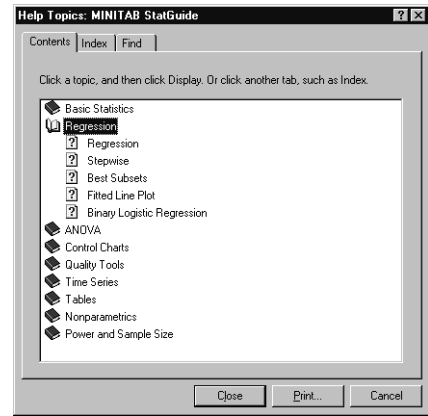 Help Topics: MINITAB StatGuide
Contents Index Find
Click a topic, and then click Display. Or click another tab, such as Index.
Basic Statistics
Regression
Regression
Stepwise
Best Subsets
Fitted Line Plot
Binary Logistic Regression
ANOVA
Control Charts
Quality Tools
Time Series
Tables
Nonparametrics
Power and Sample Size
Close Print... Cancel